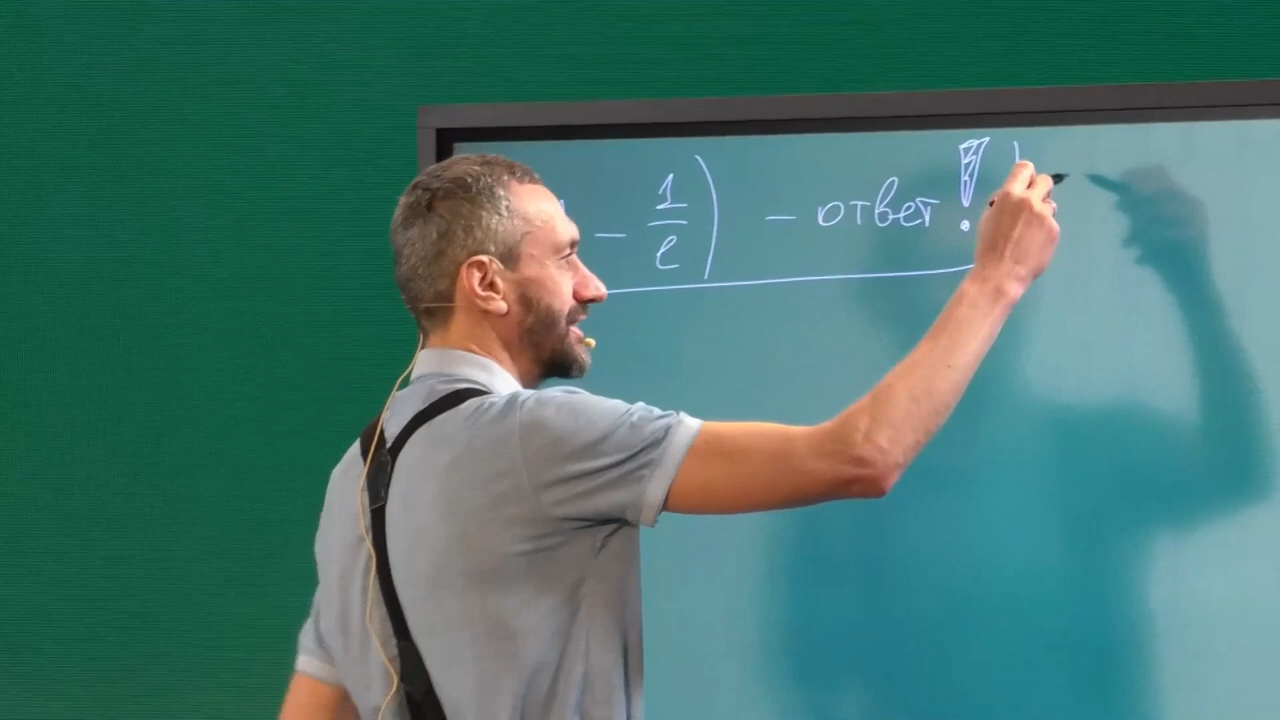 - 1/e) - ответ!